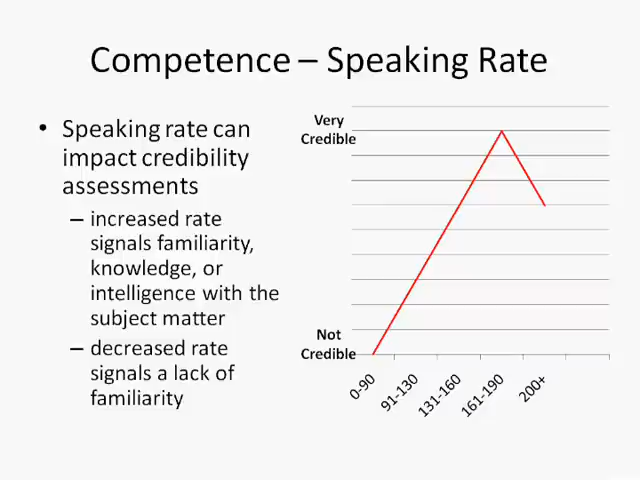 Competence – Speaking Rate
• Speaking rate can
impact credibility
assessments
– increased rate
signals familiarity,
knowledge, or
intelligence with the
subject matter
– decreased rate
signals a lack of
familiarity
Very
Credible
Not
Credible
0-90
91-130
131-160
161-190
200+